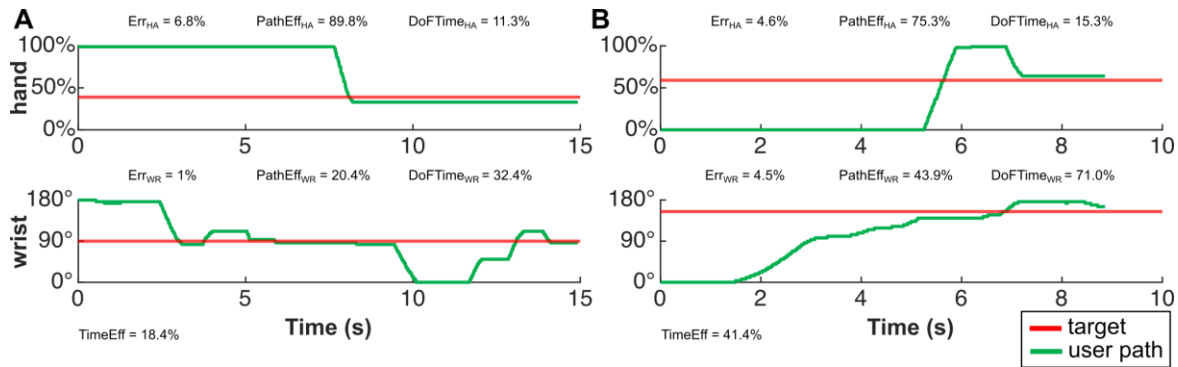 A
Err_HA = 6.8% PathEff_HA = 89.8% DoFTime_HA = 11.3%
hand
100%
50%
0%
0 5 10 15
Err_WR = 1% PathEff_WR = 20.4% DoFTime_WR = 32.4%
wrist
180°
90°
0°
0 5 10 15
Time (s)
TimeEff = 18.4%
B
Err_HA = 4.6% PathEff_HA = 75.3% DoFTime_HA = 15.3%
100%
50%
0%
0 2 4 6 8 10
Err_WR = 4.5% PathEff_WR = 43.9% DoFTime_WR = 71.0%
180°
90°
0°
0 2 4 6 8 10
Time (s)
TimeEff = 41.4%
target
user path